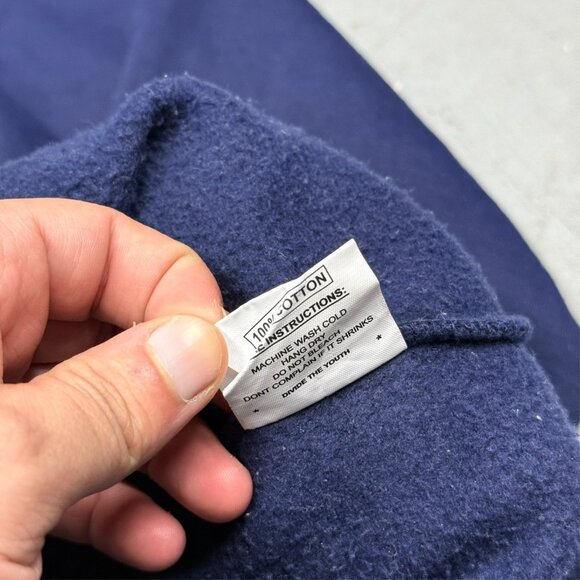 100% COTTON
INSTRUCTIONS:
MACHINE WASH COLD
HANG DRY
DO NOT BLEACH
DONT COMPLAIN IF IT SHRINKS
DIVIDE THE YOUTH